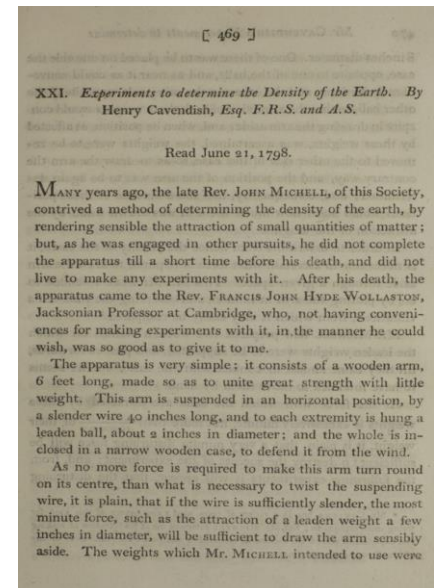 [ 469 ]
XXI. Experiments to determine the Density of the Earth. By
Henry Cavendish, Esq. F.R.S. and A.S.
Read June 21, 1798.
MANY years ago, the late Rev. JOHN MICHELL, of this Society,
contrived a method of determining the density of the earth, by
rendering sensible the attraction of small quantities of matter;
but, as he was engaged in other pursuits, he did not complete
the apparatus till a short time before his death, and did not
live to make any experiments with it. After his death, the
apparatus came to the Rev. FRANCIS JOHN HYDE WOLLASTON,
Jacksonian Professor at Cambridge, who, not having conveni-
ences for making experiments with it, in the manner he could
wish, was so good as to give it to me.
The apparatus is very simple; it consists of a wooden arm,
6 feet long, made so as to unite great strength with little
weight. This arm is suspended in an horizontal position, by
a slender wire 40 inches long, and to each extremity is hung a
leaden ball, about 2 inches in diameter; and the whole is in-
closed in a narrow wooden case, to defend it from the wind.
As no more force is required to make this arm turn round
on its centre, than what is necessary to twist the suspending
wire, it is plain, that if the wire is sufficiently slender, the most
minute force, such as the attraction of a leaden weight a few
inches in diameter, will be sufficient to draw the arm sensibly
aside. The weights which Mr. MICHELL intended to use were